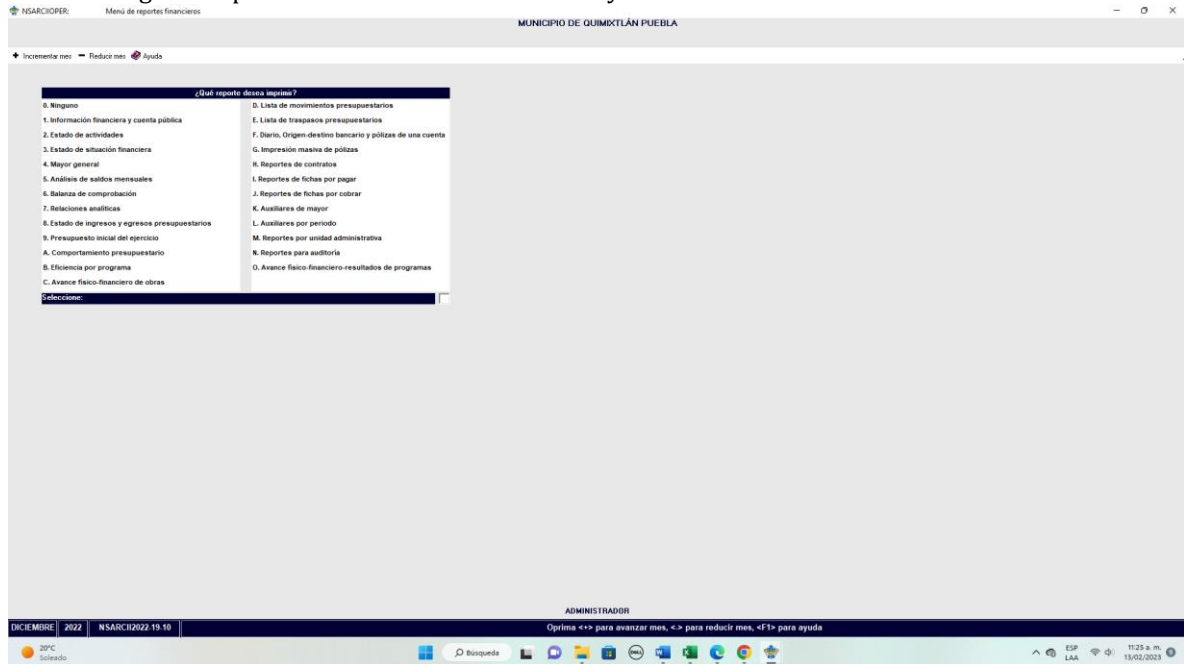 NSARCIIOPER: Menú de reportes financieros
MUNICIPIO DE QUIMIXTLÁN PUEBLA
Incrementar mes Reducir mes Ayuda
¿Qué reporte desea imprimir?
0. Ninguno
1. Información financiera y cuenta pública
2. Estado de actividades
3. Estado de situación financiera
4. Mayor general
5. Análisis de saldos mensuales
6. Balanza de comprobación
7. Relaciones analíticas
8. Estado de ingresos y egresos presupuestarios
9. Presupuesto inicial del ejercicio
A. Comportamiento presupuestario
B. Eficiencia por programa
C. Avance físico-financiero de obras
D. Lista de movimientos presupuestarios
E. Lista de traspasos presupuestarios
F. Diario, Origen-destino bancario y pólizas de una cuenta
G. Impresión masiva de pólizas
H. Reportes de contratos
I. Reportes de fichas por pagar
J. Reportes de fichas por cobrar
K. Auxiliares de mayor
L. Auxiliares por periodo
M. Reportes por unidad administrativa
N. Reportes para auditoría
O. Avance físico-financiero-resultados de programas
Seleccione:
ADMINISTRADOR
DICIEMBRE 2022 NSARCII2022-19-10 Oprima <+> para avanzar mes, <-> para reducir mes, <F1> para ayuda
20°C
Soleado
Búsqueda
DELL
ESP
LAA
11:25 a. m.
13/02/2023